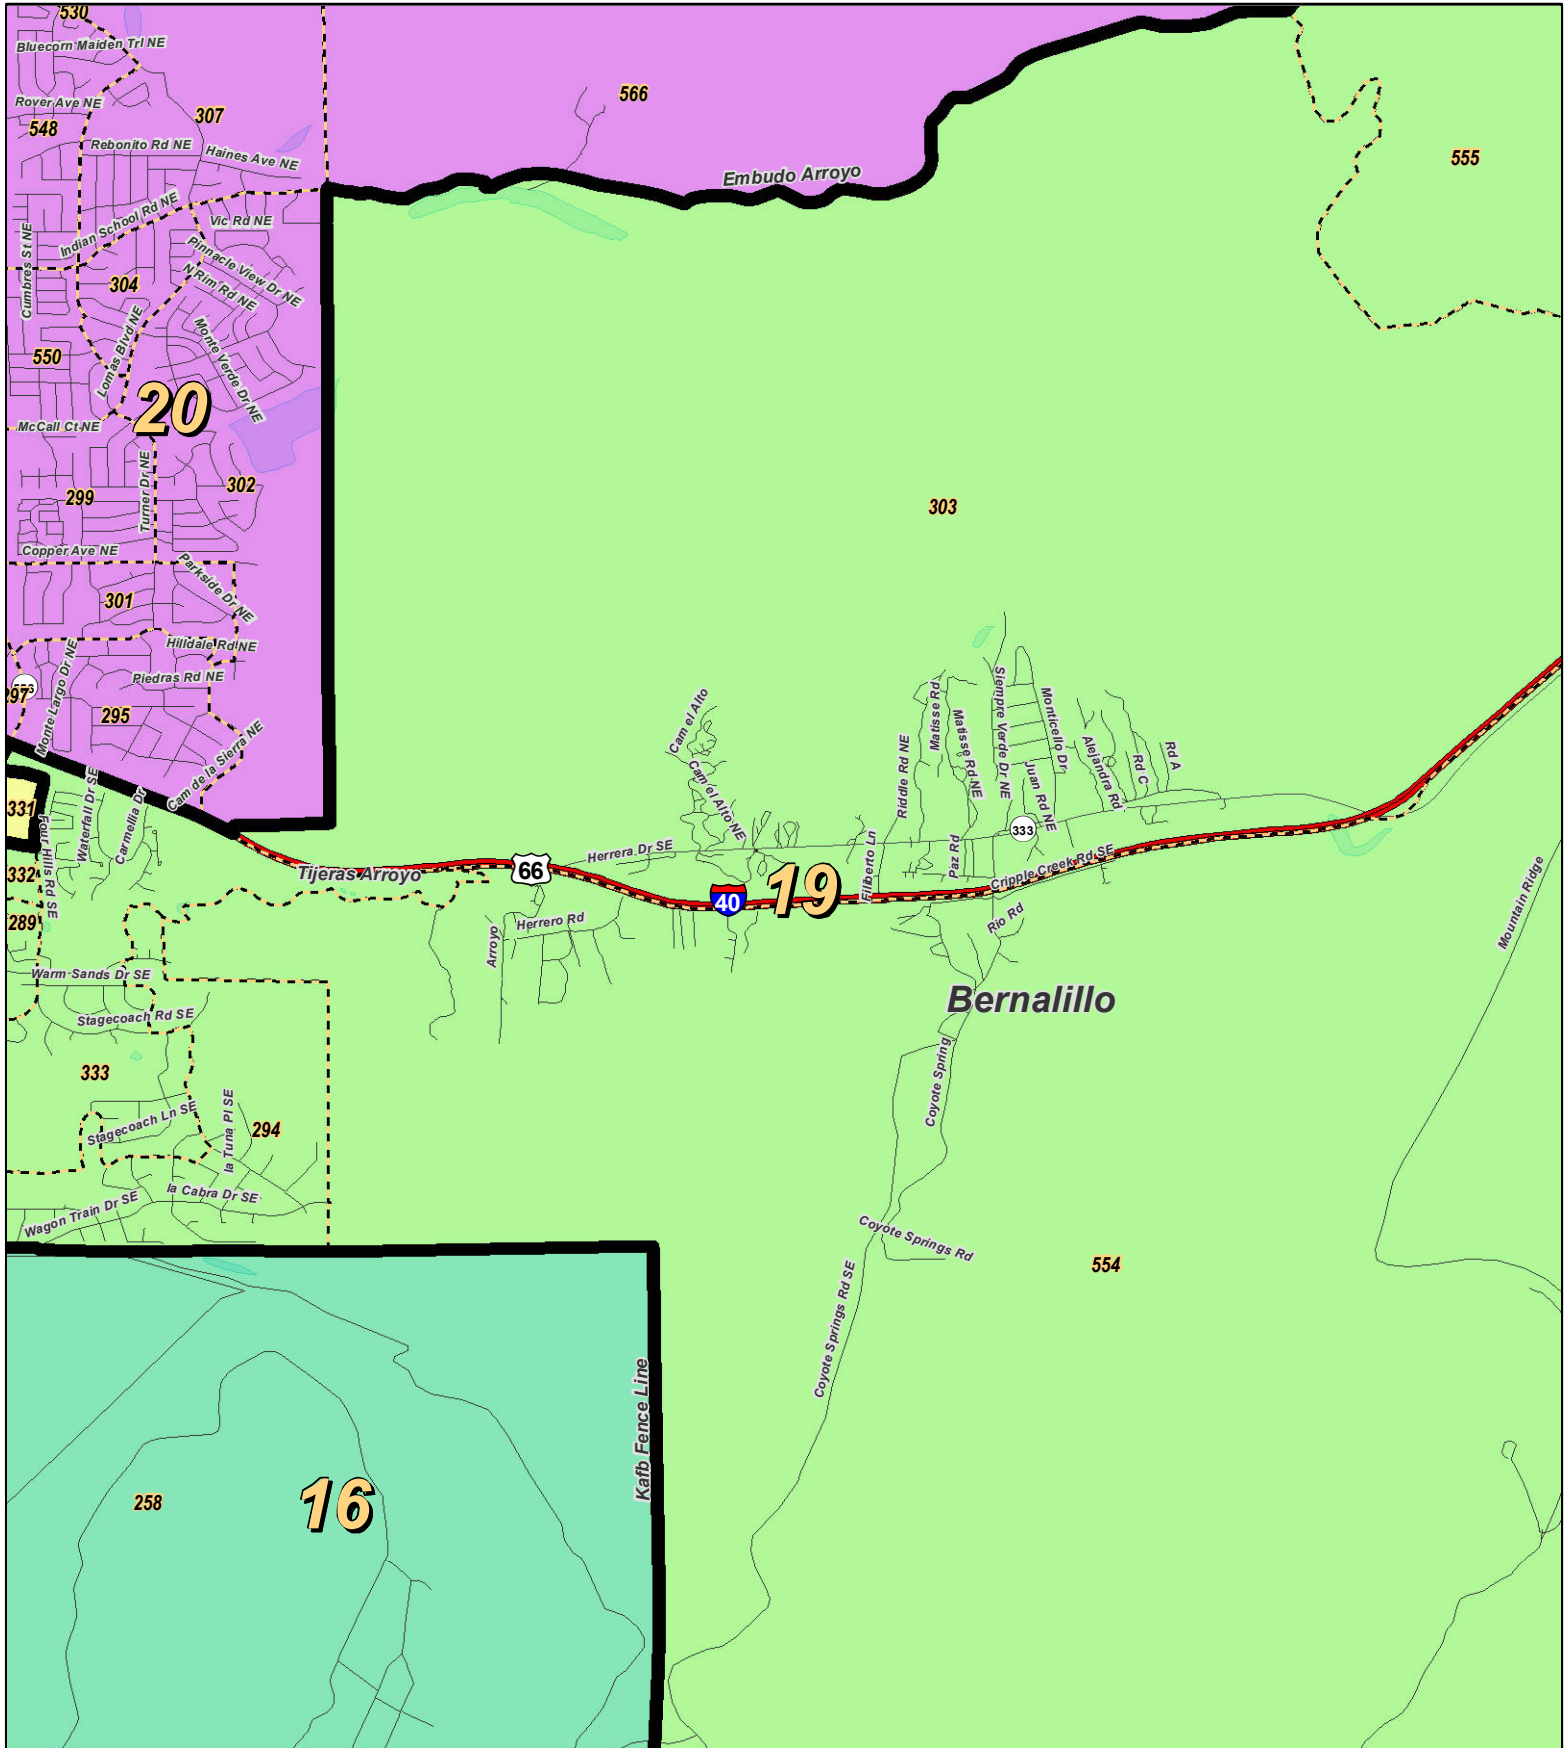 530
Bluecorn Maiden Trl NE
566
Rover Ave NE
307
548
Rebonito Rd NE
Haines Ave NE
555
Embudo Arroyo
Indian School Rd NE
Vic Rd NE
Cumbres St NE
Pinnacle View Dr NE
N Rim Rd NE
304
Lomas Blvd NE
Monte Verde Dr NE
550
20
McCall Ct NE
Turner Dr NE
302
299
303
Copper Ave NE
Parkside Dr NE
301
Hilldale Rd NE
Monte Largo Dr NE
Piedras Rd NE
297
295
Cam de la Sierra NE
Cam el Alto
Cam el Alto NE
Riddle Rd NE
Matisse Rd
Matisse Rd NE
Siempre Verde Dr NE
Monticello Dr
Juan Rd NE
Alejandra Rd
Rd C
Rd A
331
Four Hills Rd SE
Waterfall Dr SE
Carmellia Dr
333
Herrera Dr SE
Filberto Ln
Paz Rd
Cripple Creek Rd SE
332
Tijeras Arroyo
66
40
19
289
Arroyo
Herrero Rd
Rio Rd
Mountain Ridge
Warm Sands Dr SE
Bernalillo
Stagecoach Rd SE
333
Coyote Spring
Stagecoach Ln SE
la Tuna Pl SE
294
la Cabra Dr SE
Wagon Train Dr SE
Coyote Springs Rd
554
Coyote Springs Rd SE
Kafb Fence Line
258
16